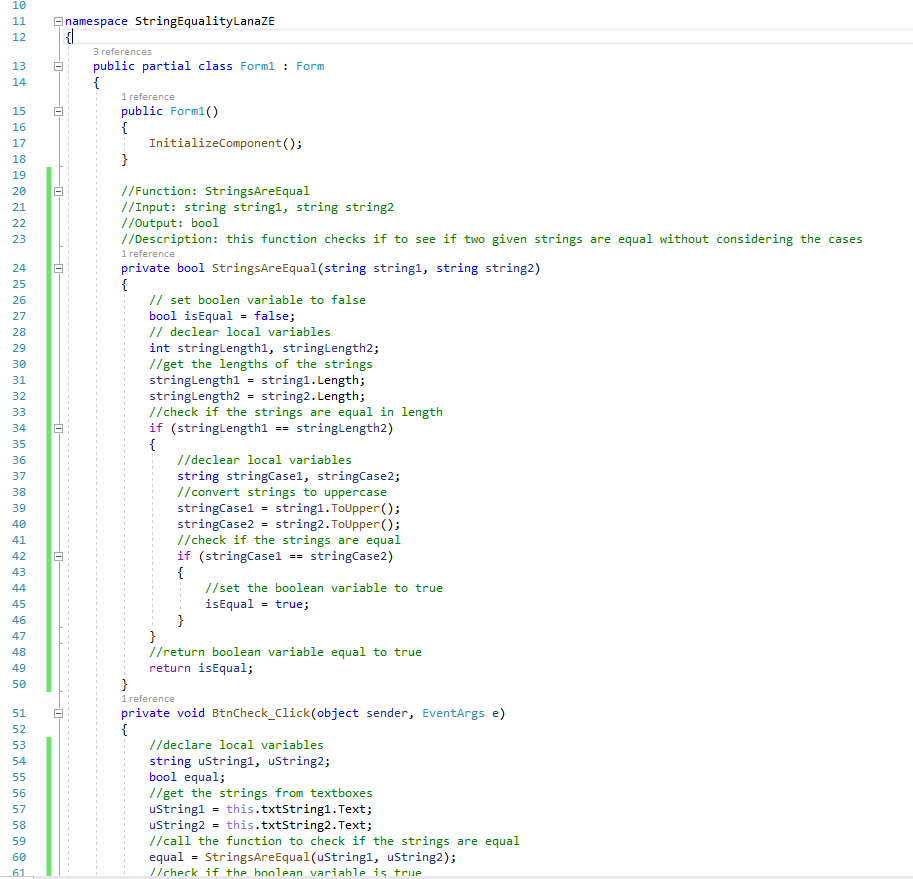 10
11 namespace StringEqualityLanaZE
12 {
3 references
13 public partial class Form1 : Form
14 {
1 reference
15 public Form1()
16 {
17 InitializeComponent();
18 }
19
20 //Function: StringsAreEqual
21 //Input: string string1, string string2
22 //Output: bool
23 //Description: this function checks if to see if two given strings are equal without considering the cases
1 reference
24 private bool StringsAreEqual(string string1, string string2)
25 {
26 // set boolen variable to false
27 bool isEqual = false;
28 // declear local variables
29 int stringLength1, stringLength2;
30 //get the lengths of the strings
31 stringLength1 = string1.Length;
32 stringLength2 = string2.Length;
33 //check if the strings are equal in length
34 if (stringLength1 == stringLength2)
35 {
36 //declear local variables
37 string stringCase1, stringCase2;
38 //convert strings to uppercase
39 stringCase1 = string1.ToUpper();
40 stringCase2 = string2.ToUpper();
41 //check if the strings are equal
42 if (stringCase1 == stringCase2)
43 {
44 //set the boolean variable to true
45 isEqual = true;
46 }
47 }
48 //return boolean variable equal to true
49 return isEqual;
50 }
1 reference
51 private void BtnCheck_Click(object sender, EventArgs e)
52 {
53 //declare local variables
54 string uString1, uString2;
55 bool equal;
56 //get the strings from textboxes
57 uString1 = this.txtString1.Text;
58 uString2 = this.txtString2.Text;
59 //call the function to check if the strings are equal
60 equal = StringsAreEqual(uString1, uString2);
61 //check if the boolean variable is true